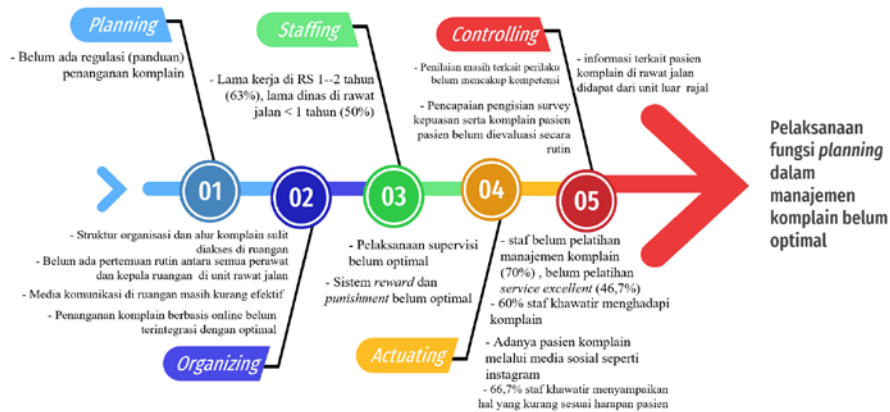 Planning
- Belum ada regulasi (panduan)
penanganan komplain
Staffing
- Lama kerja di RS 1--2 tahun
(63%), lama dinas di rawat
jalan < 1 tahun (50%)
Controlling
- Penilaian masih terkait perilaku
belum mencakup kompetensi
- Pencapaian pengisian survey
kepuasan serta komplain pasien
pasien belum dievaluasi secara
rutin
- informasi terkait pasien
komplain di rawat jalan
didapat dari unit luar rajal
01
02
03
04
05
Pelaksanaan
fungsi planning
dalam
manajemen
komplain belum
optimal
- Struktur organisasi dan alur komplain sulit
diakses di ruangan
- Belum ada pertemuan rutin antara semua perawat
dan kepala ruangan di unit rawat jalan
- Media komunikasi di ruangan masih kurang efektif
- Penanganan komplain berbasis online belum
terintegrasi dengan optimal
Organizing
- Pelaksanaan supervisi
belum optimal
- Sistem reward dan
punishment belum optimal
Actuating
- staf belum pelatihan
manajemen komplain
(70%) , belum pelatihan
service excellent (46,7%)
- 60% staf khawatir menghadapi
komplain
- Adanya pasien komplain
melalui media sosial seperti
instagram
- 66,7% staf khawatir menyampaikan
hal yang kurang sesuai harapan pasien